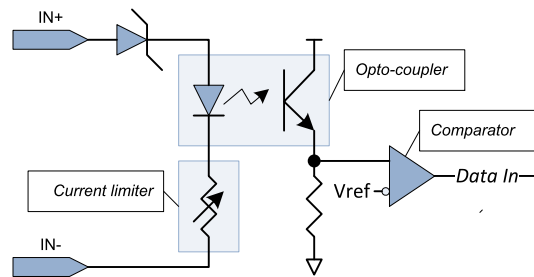 IN+
Opto-coupler
Comparator
Current limiter
Vref
Data In
IN-